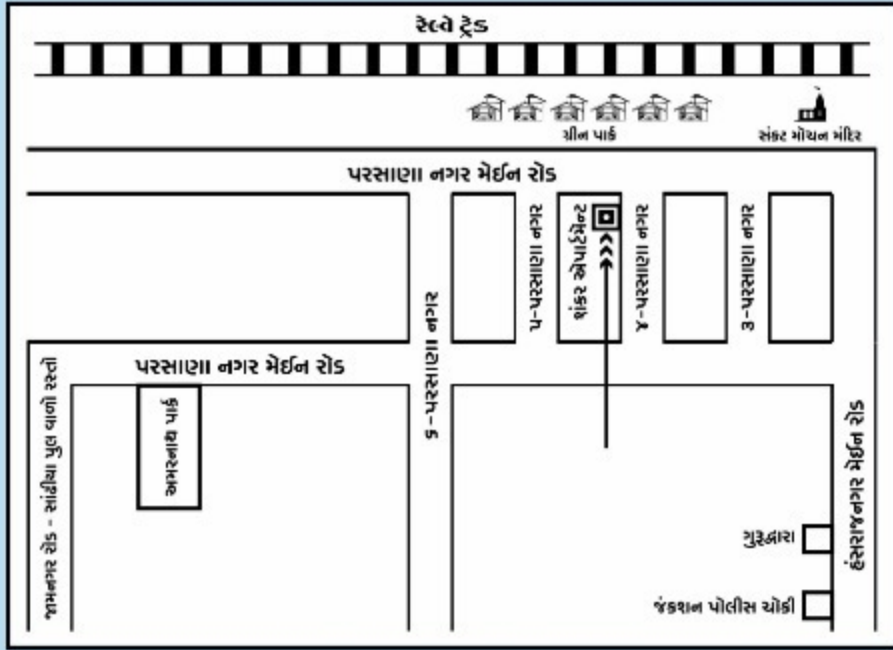 રેલ્વે ટ્રેક
ગ્રીન પાર્ક
સંકટ મોચન મંદિર
પરસાણા નગર મેઈન રોડ
૫-પરસાણા નગર
શંકર એપાર્ટમેન્ટ
૪-પરસાણા નગર
૩-પરસાણા નગર
૬-પરસાણા નગર
પરસાણા નગર મેઈન રોડ
જામનગર રોડ - સાંઢીયા પુલ વાળો રસ્તો
અમરનાથ પાર્ક
હંસરાજનગર મેઈન રોડ
ગુરૂદ્વારા
જંકશન પોલીસ ચોકી